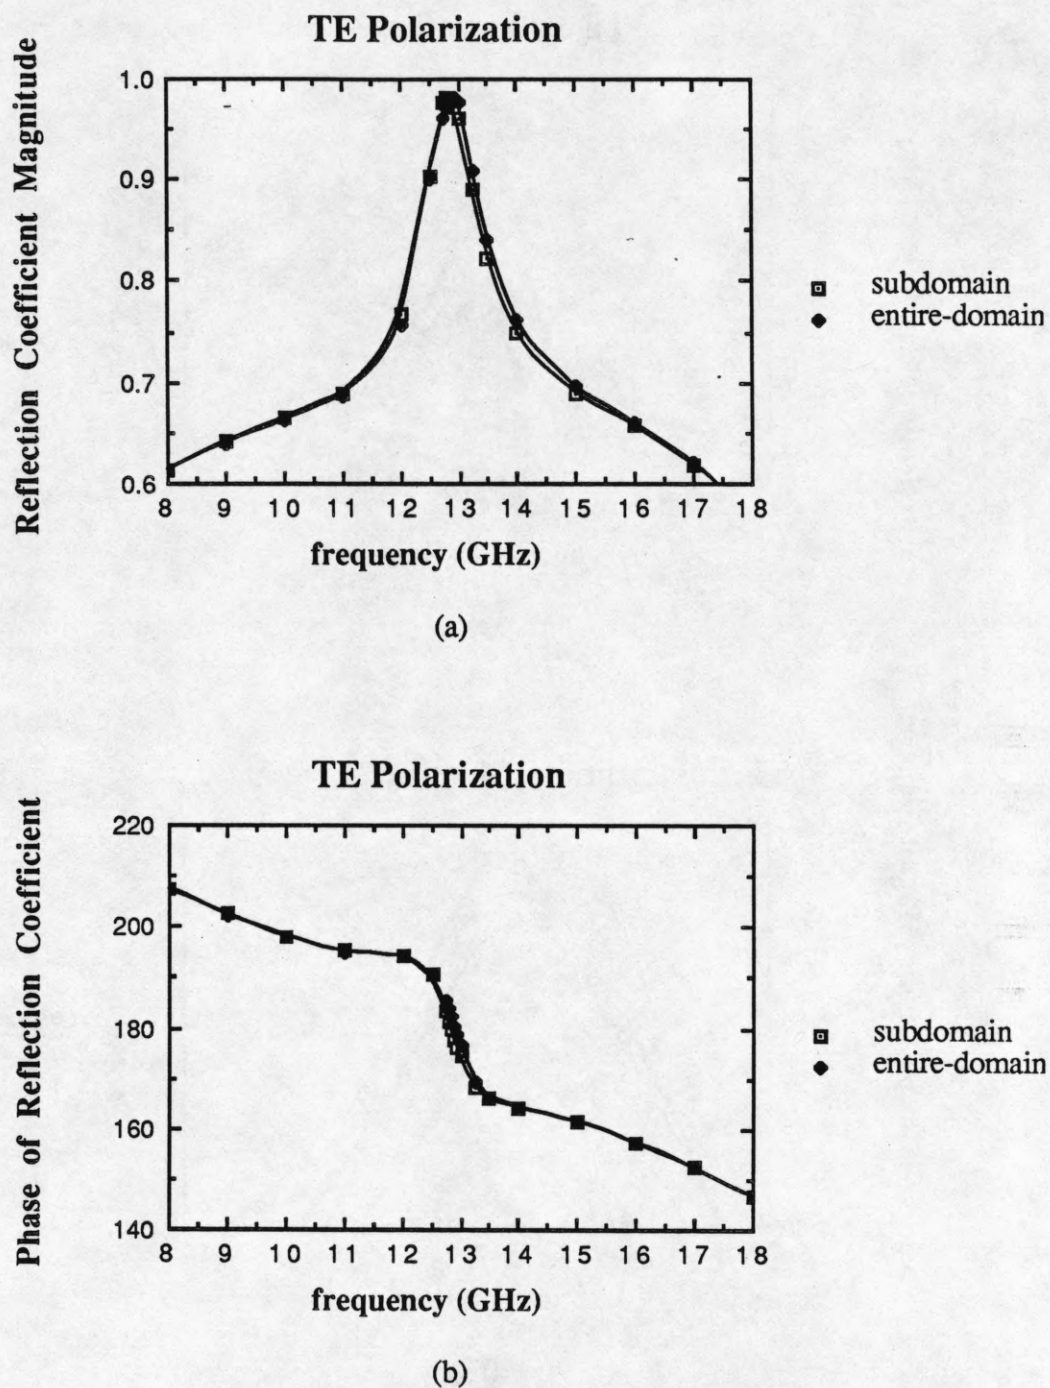 TE Polarization
Reflection Coefficient Magnitude
1.0
0.9
0.8
0.7
0.6
8 9 10 11 12 13 14 15 16 17 18
frequency (GHz)
subdomain
entire-domain
(a)
TE Polarization
Phase of Reflection Coefficient
220
200
180
160
140
8 9 10 11 12 13 14 15 16 17 18
frequency (GHz)
subdomain
entire-domain
(b)